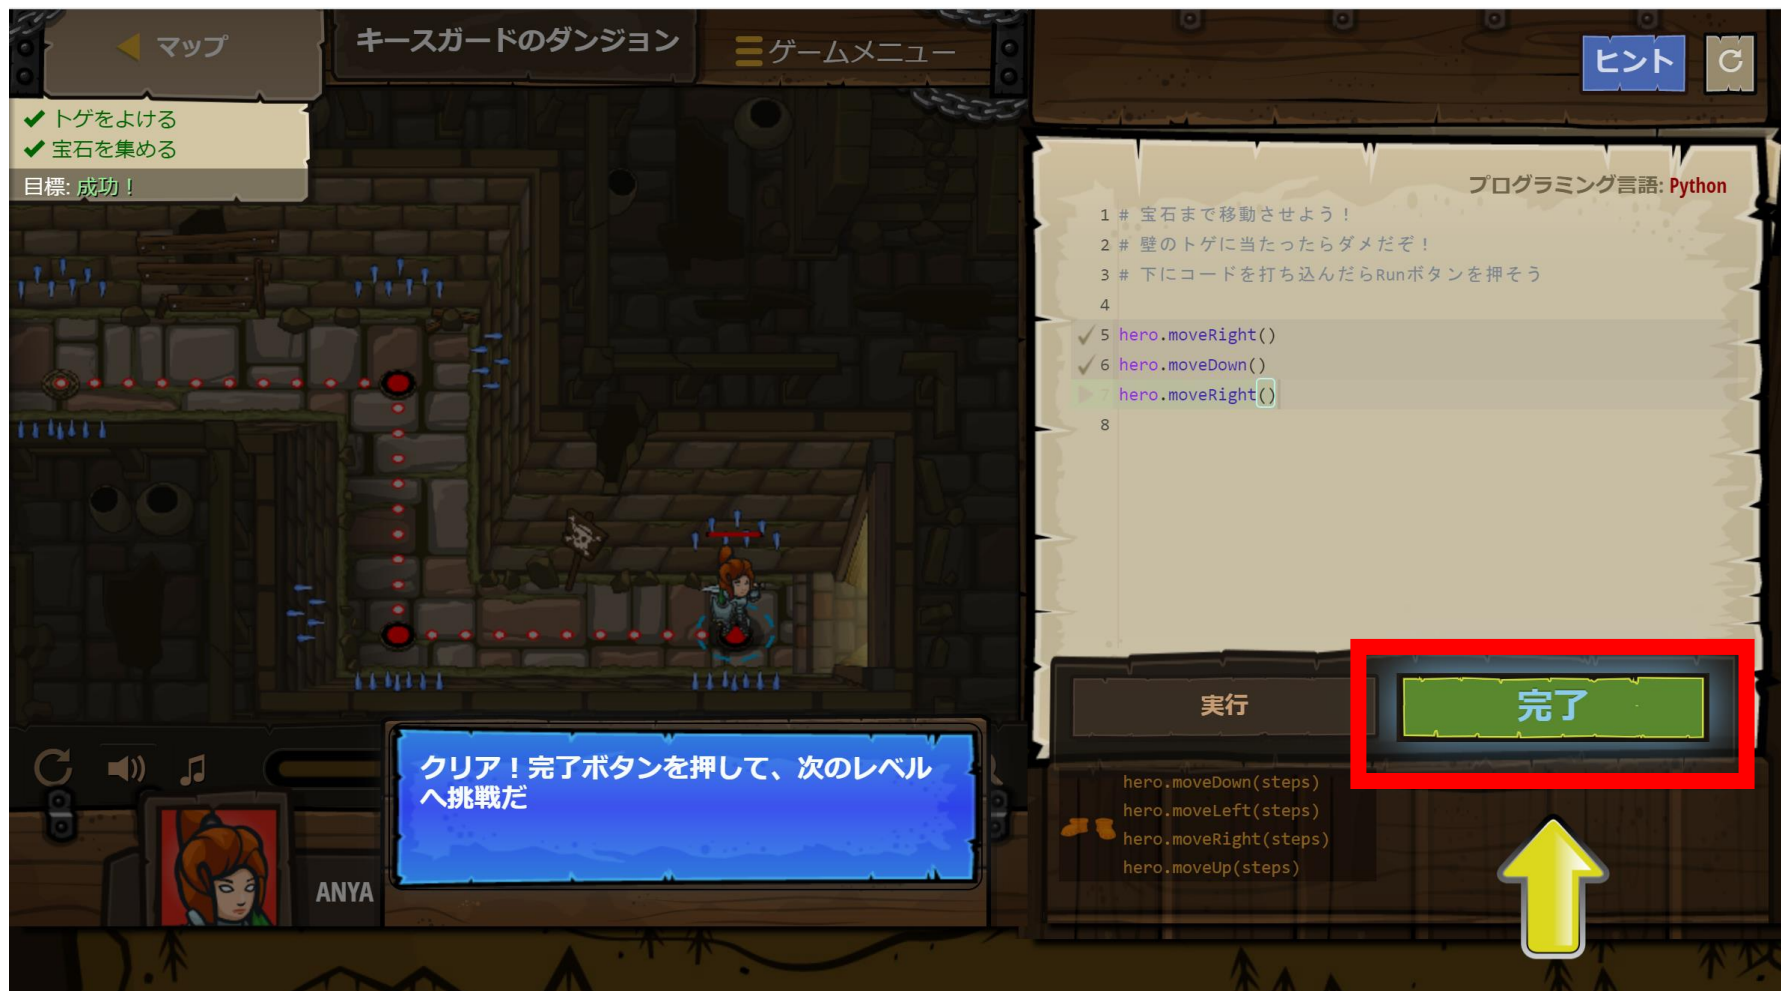 マップ
キースガードのダンジョン
ゲームメニュー
ヒント
トゲをよける
宝石を集める
目標: 成功！
プログラミング言語: Python
1 # 宝石まで移動させよう！
2 # 壁のトゲに当たったらダメだぞ！
3 # 下にコードを打ち込んだらRunボタンを押そう
4
5 hero.moveRight()
6 hero.moveDown()
7 hero.moveRight()
8
実行
完了
クリア！完了ボタンを押して、次のレベル
へ挑戦だ
hero.moveDown(steps)
hero.moveLeft(steps)
hero.moveRight(steps)
hero.moveUp(steps)
ANYA